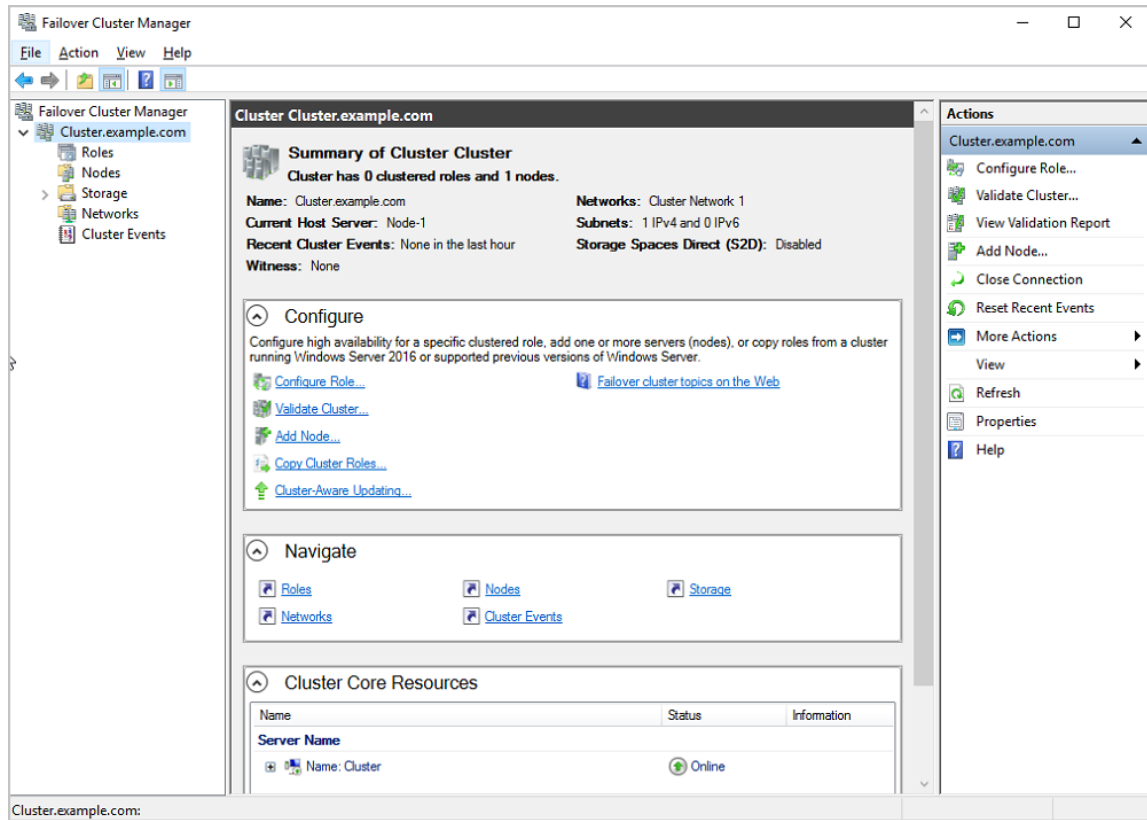 Failover Cluster Manager
File Action View Help
Failover Cluster Manager
Cluster.example.com
Roles
Nodes
Storage
Networks
Cluster Events
Cluster Cluster.example.com
Summary of Cluster Cluster
Cluster has 0 clustered roles and 1 nodes.
Name: Cluster.example.com
Networks: Cluster Network 1
Current Host Server: Node-1
Subnets: 1 IPv4 and 0 IPv6
Recent Cluster Events: None in the last hour
Storage Spaces Direct (S2D): Disabled
Witness: None
Configure
Configure high availability for a specific clustered role, add one or more servers (nodes), or copy roles from a cluster
running Windows Server 2016 or supported previous versions of Windows Server.
Configure Role...
Failover cluster topics on the Web
Validate Cluster...
Add Node...
Copy Cluster Roles...
Cluster-Aware Updating...
Navigate
Roles Nodes Storage
Networks Cluster Events
Cluster Core Resources
Name Status Information
Server Name
Name: Cluster Online
Actions
Cluster.example.com
Configure Role...
Validate Cluster...
View Validation Report
Add Node...
Close Connection
Reset Recent Events
More Actions
View
Refresh
Properties
Help
Cluster.example.com: